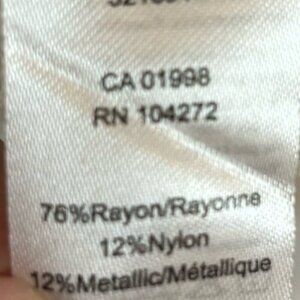 CA 01998
RN 104272
76%Rayon/Rayonne
12%Nylon
12%Metallic/Métallique